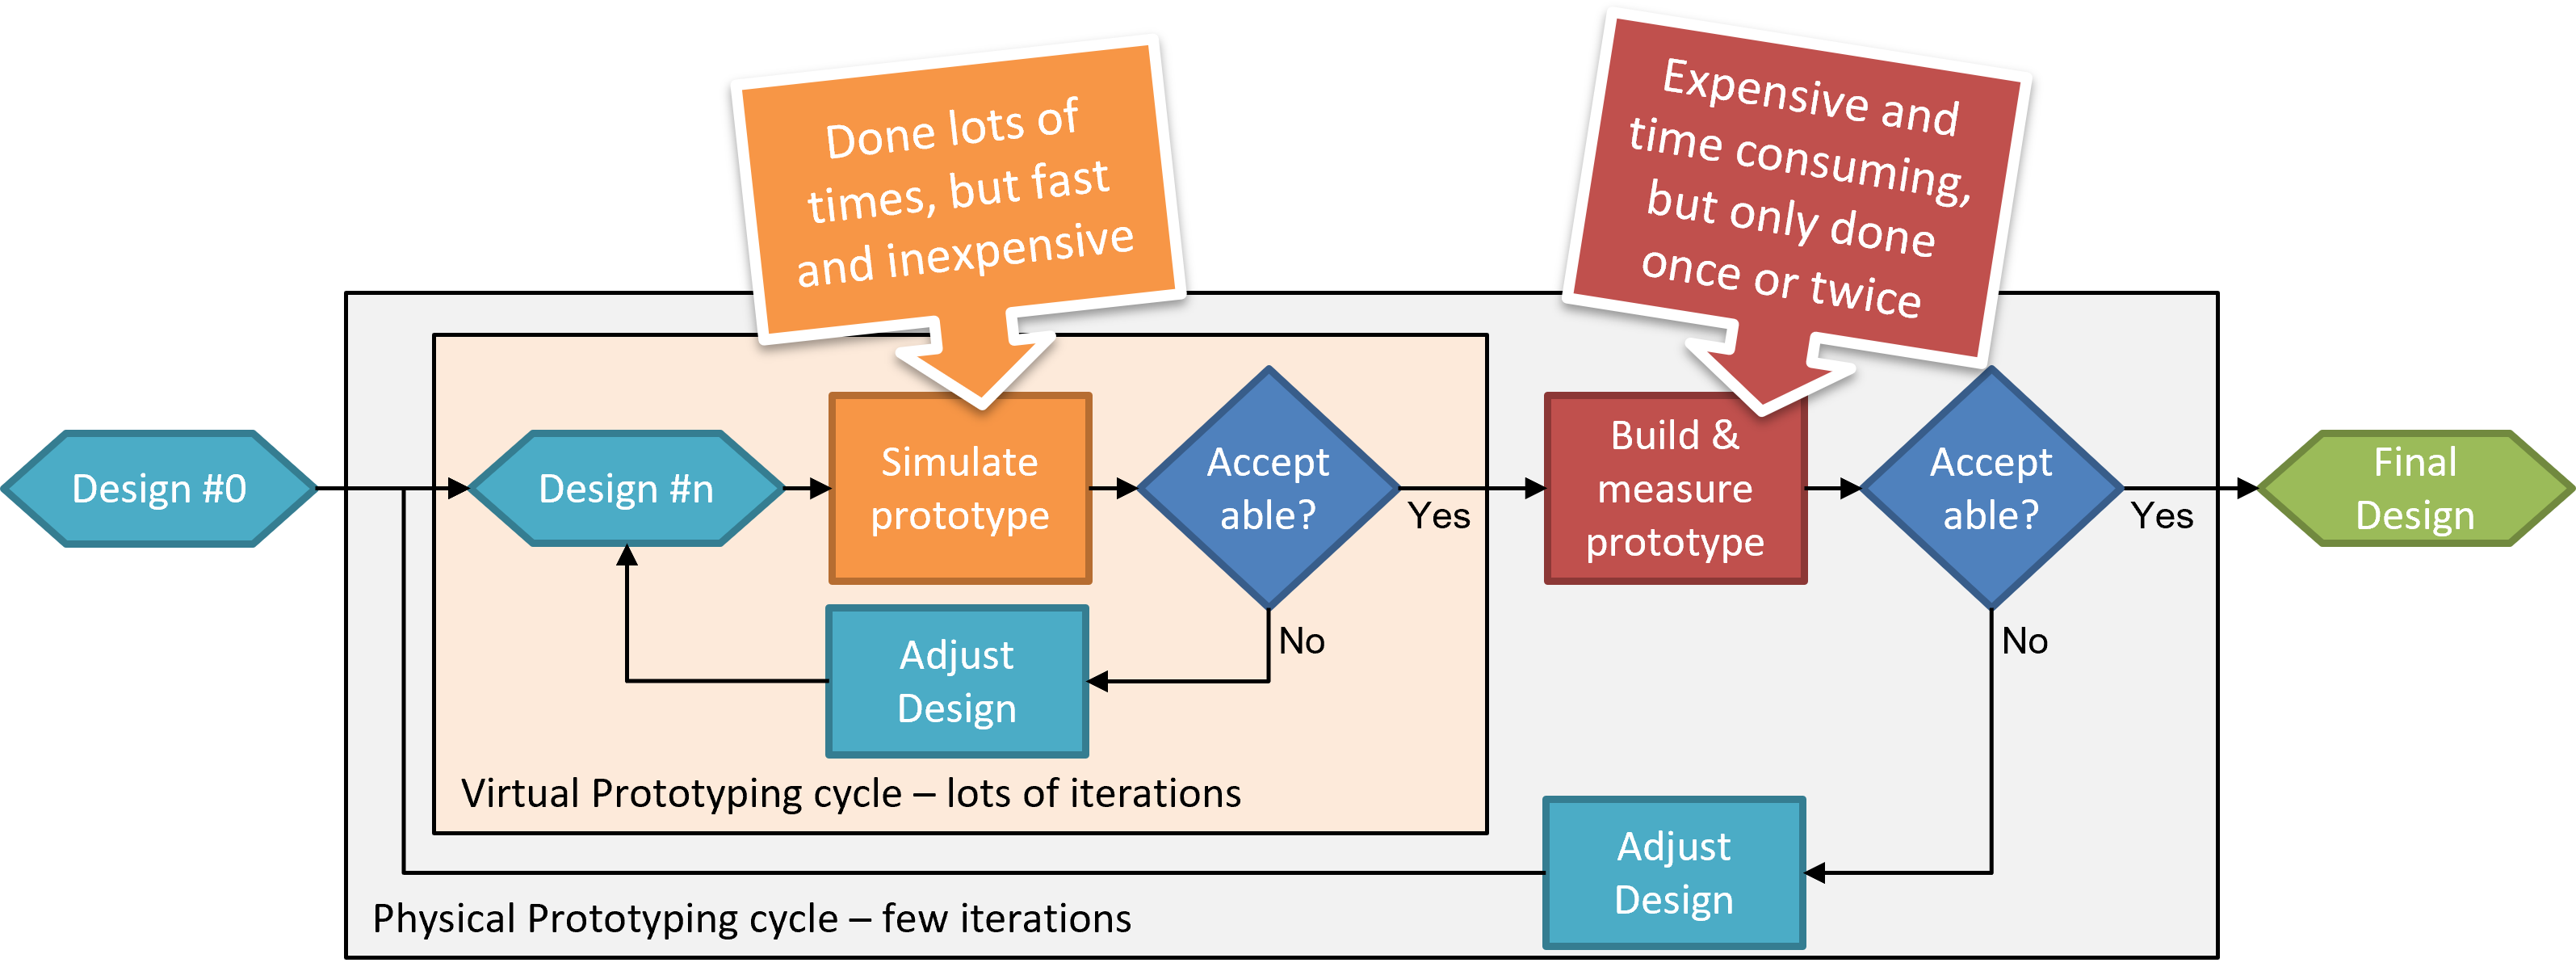 Done lots of
times, but fast
and inexpensive
Expensive and
time consuming,
but only done
once or twice
Design #0
Design #n
Simulate
prototype
Accept
able?
Yes
No
Adjust
Design
Virtual Prototyping cycle – lots of iterations
Build &
measure
prototype
Accept
able?
Yes
No
Adjust
Design
Physical Prototyping cycle – few iterations
Final
Design